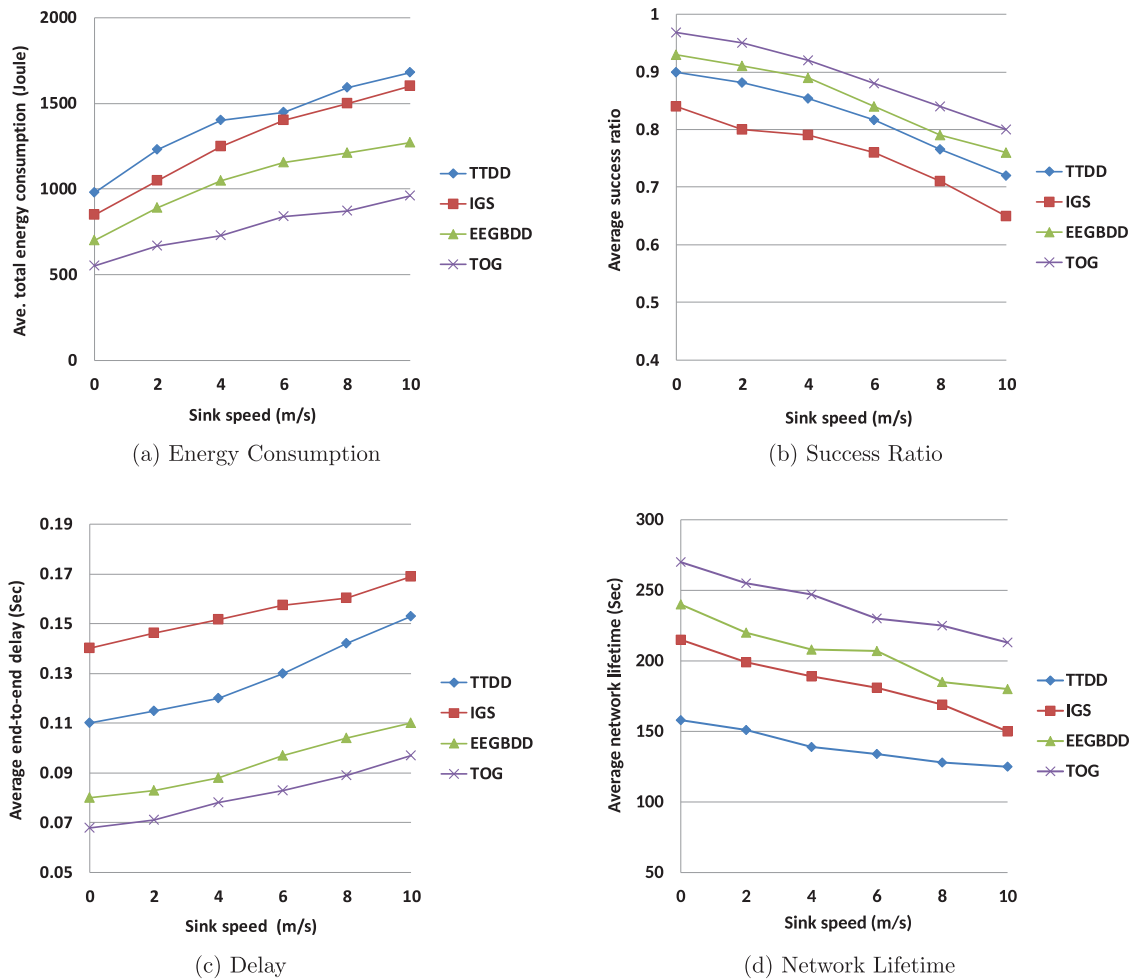 2000
1500
1000
500
0
Ave. total energy consumption (Joule)
0 2 4 6 8 10
Sink speed (m/s)
TTDD
IGS
EEGBDD
TOG
(a) Energy Consumption
1
0.9
0.8
0.7
0.6
0.5
0.4
Average success ratio
0 2 4 6 8 10
Sink speed (m/s)
TTDD
IGS
EEGBDD
TOG
(b) Success Ratio
0.19
0.17
0.15
0.13
0.11
0.09
0.07
0.05
Average end-to-end delay (Sec)
0 2 4 6 8 10
Sink speed (m/s)
TTDD
IGS
EEGBDD
TOG
(c) Delay
300
250
200
150
100
50
Average network lifetime (Sec)
0 2 4 6 8 10
Sink speed (m/s)
TTDD
IGS
EEGBDD
TOG
(d) Network Lifetime